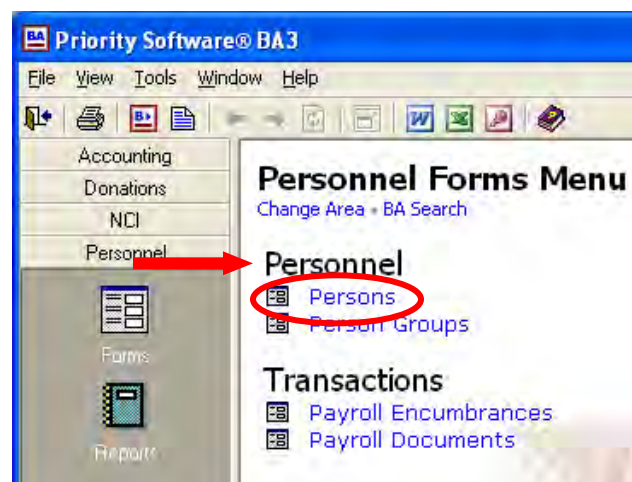 BA Priority Software® BA3
File View Tools Window Help
Accounting
Donations
NCI
Personnel
Forms
Reports
Personnel Forms Menu
Change Area - BA Search
Personnel
Persons
Person Groups
Transactions
Payroll Encumbrances
Payroll Documents